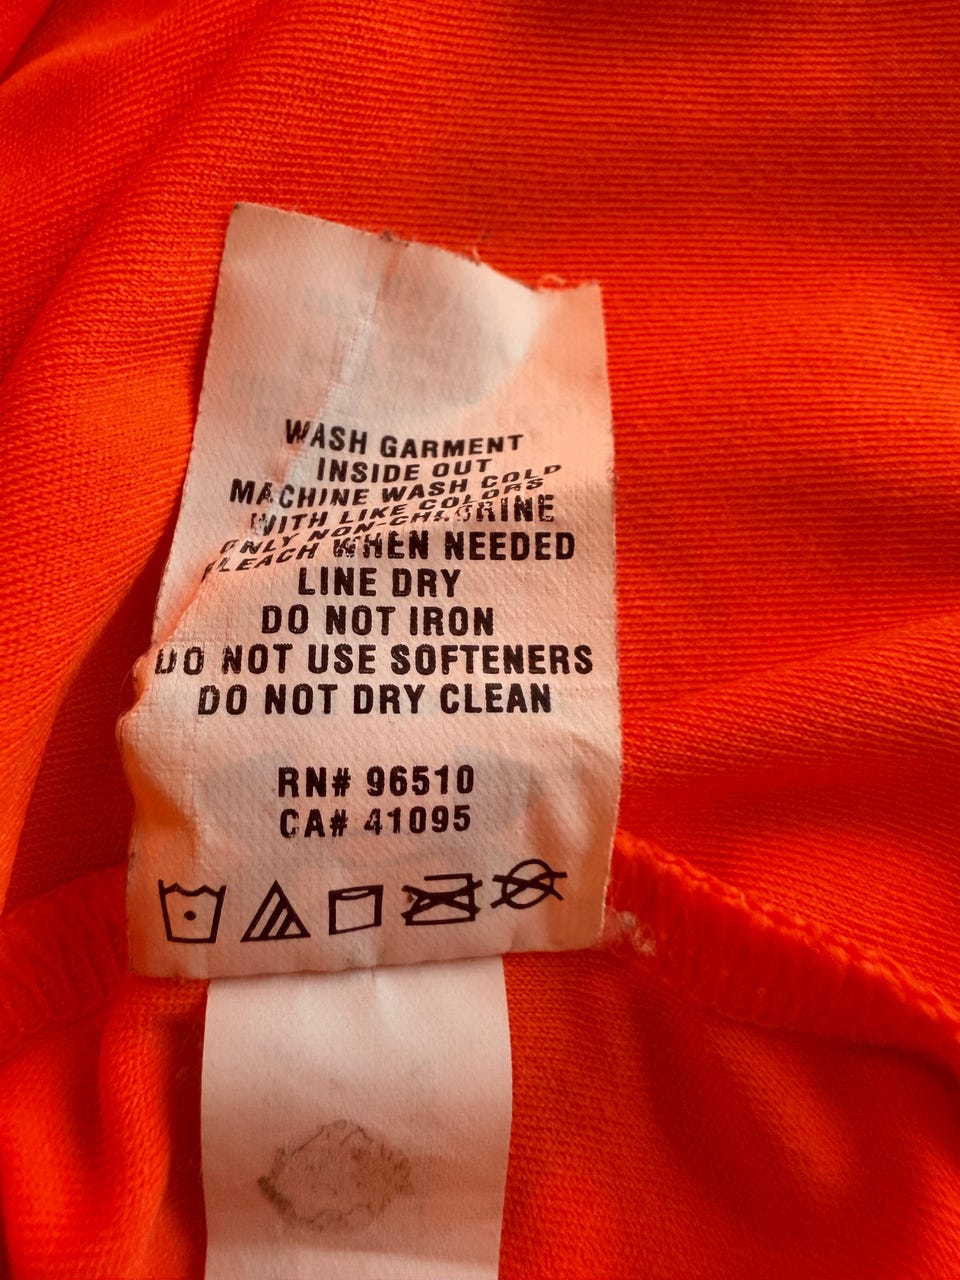 WASH GARMENT
INSIDE OUT
MACHINE WASH COLD
WITH LIKE COLORS
ONLY NON-CHLORINE
BLEACH WHEN NEEDED
LINE DRY
DO NOT IRON
DO NOT USE SOFTENERS
DO NOT DRY CLEAN
RN# 96510
CA# 41095